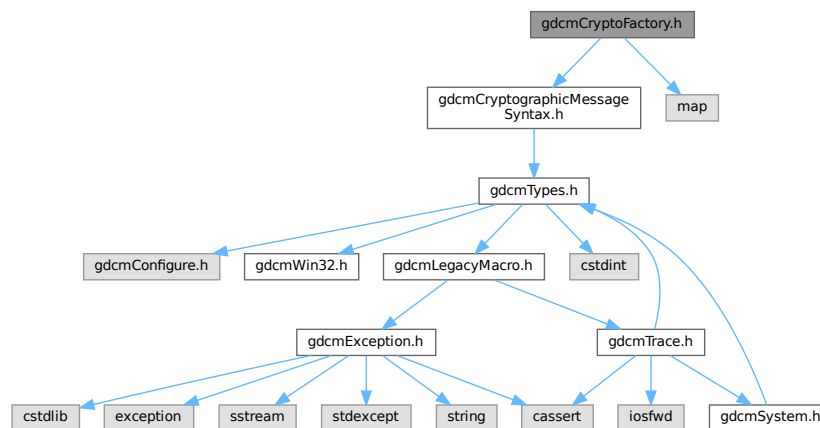 gdcmCryptoFactory.h
gdcmCryptographicMessage
Syntax.h
map
gdcmTypes.h
gdcmConfigure.h
gdcmWin32.h
gdcmLegacyMacro.h
cstdint
gdcmException.h
gdcmTrace.h
cstdlib
exception
sstream
stdexcept
string
cassert
iosfwd
gdcmSystem.h